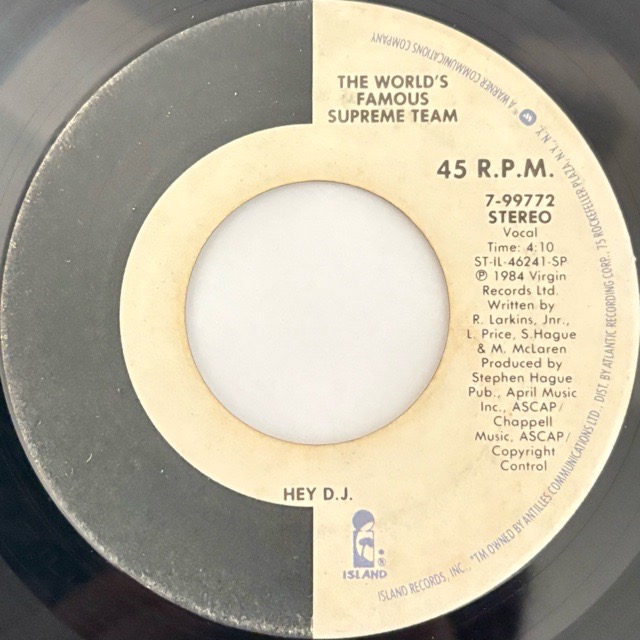 THE WORLD'S
FAMOUS
SUPREME TEAM
45 R.P.M.
7-99772
STEREO
Vocal
Time: 4:10
ST-IL-46241-SP
℗ 1984 Virgin
Records Ltd.
Written by
R. Larkins, Jnr.,
L. Price, S. Hague
& M. McLaren
Produced by
Stephen Hague
Pub., April Music
Inc., ASCAP/
Chappell
Music, ASCAP/
Copyright
Control
HEY D.J.
ISLAND®
ISLAND RECORDS, INC., *TM OWNED BY ANTILLES COMMUNICATIONS LTD. DIST. BY ATLANTIC RECORDING CORP., 75 ROCKEFELLER PLAZA, N.Y., N.Y. W A WARNER COMMUNICATIONS COMPANY